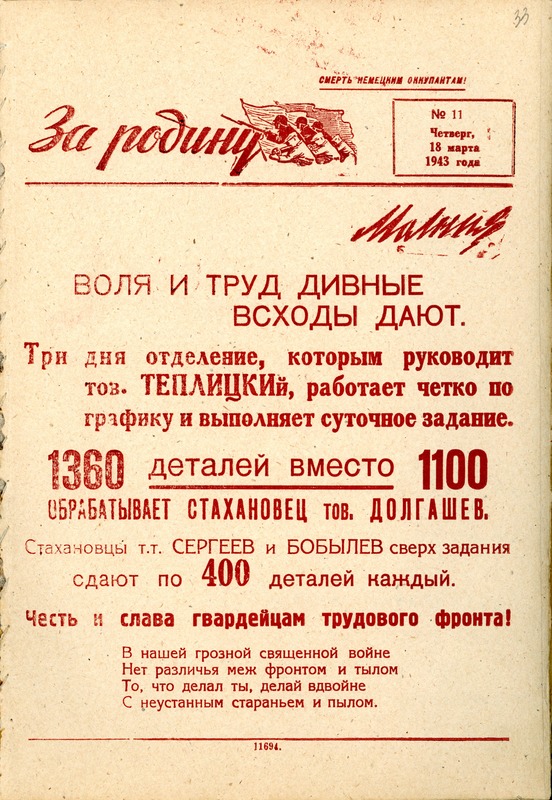 33
СМЕРТЬ НЕМЕЦКИМ ОККУПАНТАМ!
За родину
№ 11
Четверг,
18 марта
1943 года
Молния
ВОЛЯ И ТРУД ДИВНЫЕ
ВСХОДЫ ДАЮТ.
Три дня отделение, которым руководит
тов. ТЕПЛИЦКИй, работает четко по
графику и выполняет суточное задание.
1360 деталей вместо 1100
ОБРАБАТЫВАЕТ СТАХАНОВЕЦ тов. ДОЛГАШЕВ.
Стахановцы т.т. СЕРГЕЕВ и БОБЫЛЕВ сверх задания
сдают по 400 деталей каждый.
Честь и слава гвардейцам трудового фронта!
В нашей грозной священной войне
Нет различья меж фронтом и тылом
То, что делал ты, делай вдвойне
С неустанным стараньем и пылом.
11694.